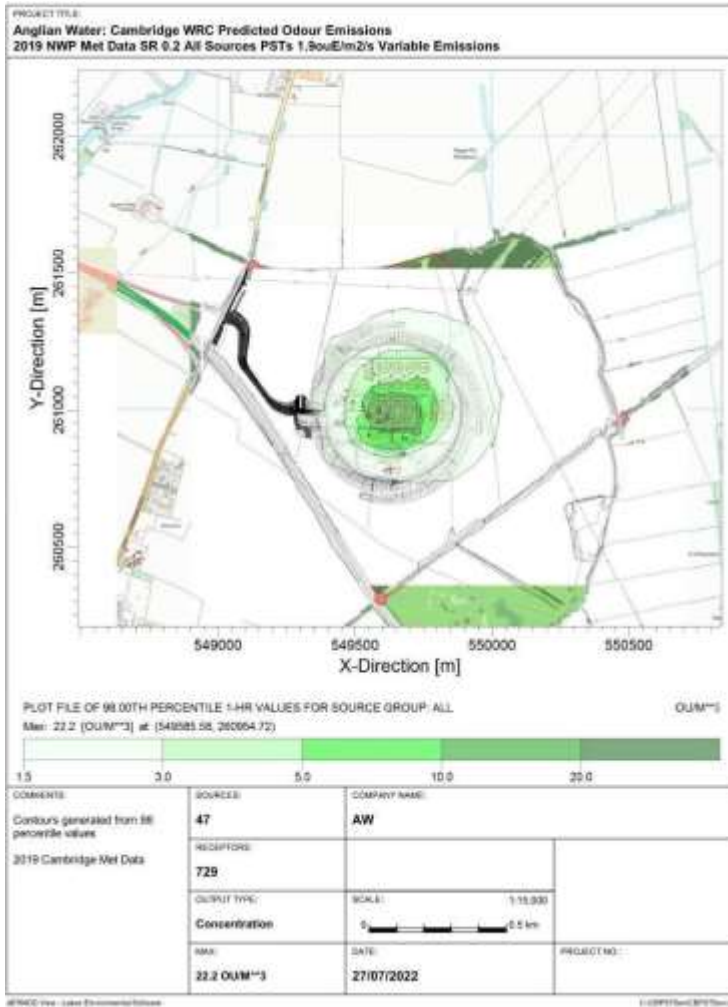 PROJECT TITLE:
Anglian Water: Cambridge WRC Predicted Odour Emissions
2019 NWP Met Data SR 0.2 All Sources PSTs 1.9ouE/m2/s Variable Emissions
Y-Direction [m]
262000
261500
261000
260500
549000 549500 550000 550500
X-Direction [m]
PLOT FILE OF 98.00TH PERCENTILE 1-HR VALUES FOR SOURCE GROUP: ALL
OU/M**3
Max: 22.2 [OU/M**3] at (549585.58, 260954.72)
1.5 3.0 5.0 10.0 20.0
COMMENTS:
Contours generated from 98 percentile values
2019 Cambridge Met Data
SOURCES:
47
COMPANY NAME:
AW
RECEPTORS:
729
OUTPUT TYPE:
Concentration
SCALE: 1:15,000
0 0.5 km
MAX:
22.2 OU/M**3
DATE:
27/07/2022
PROJECT NO.:
AERMOD View - Lakes Environmental Software